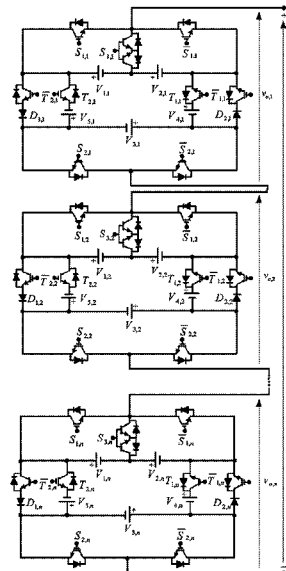 S1,1
S̅1,1
S3,1
T̅2,1
T2,1
V1,1
V2,1
T1,1
T̅1,1
vo,1
D1,1
V5,1
V4,1
D2,1
V3,1
S2,1
S̅2,1
S1,2
S̅1,2
S3,2
T̅2,2
T2,2
V1,2
T1,2
T̅1,2
vo,2
D1,2
V5,2
V4,2
D2,2
V3,2
S2,2
S̅2,2
S1,n
S̅1,n
S3,n
T̅2,n
T2,n
V1,n
V2,n
T1,n
T̅1,n
vo,n
D1,n
V5,n
V4,n
D2,n
S2,n
S̅2,n